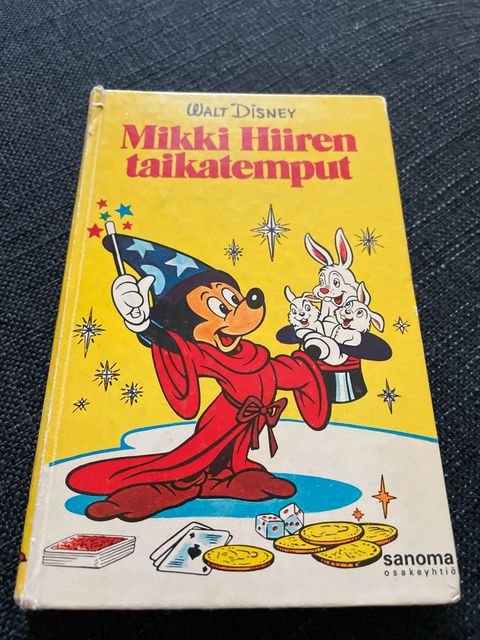 WALT DISNEY
Mikki Hiiren
taikatemput
sanoma
osakeyhtiö